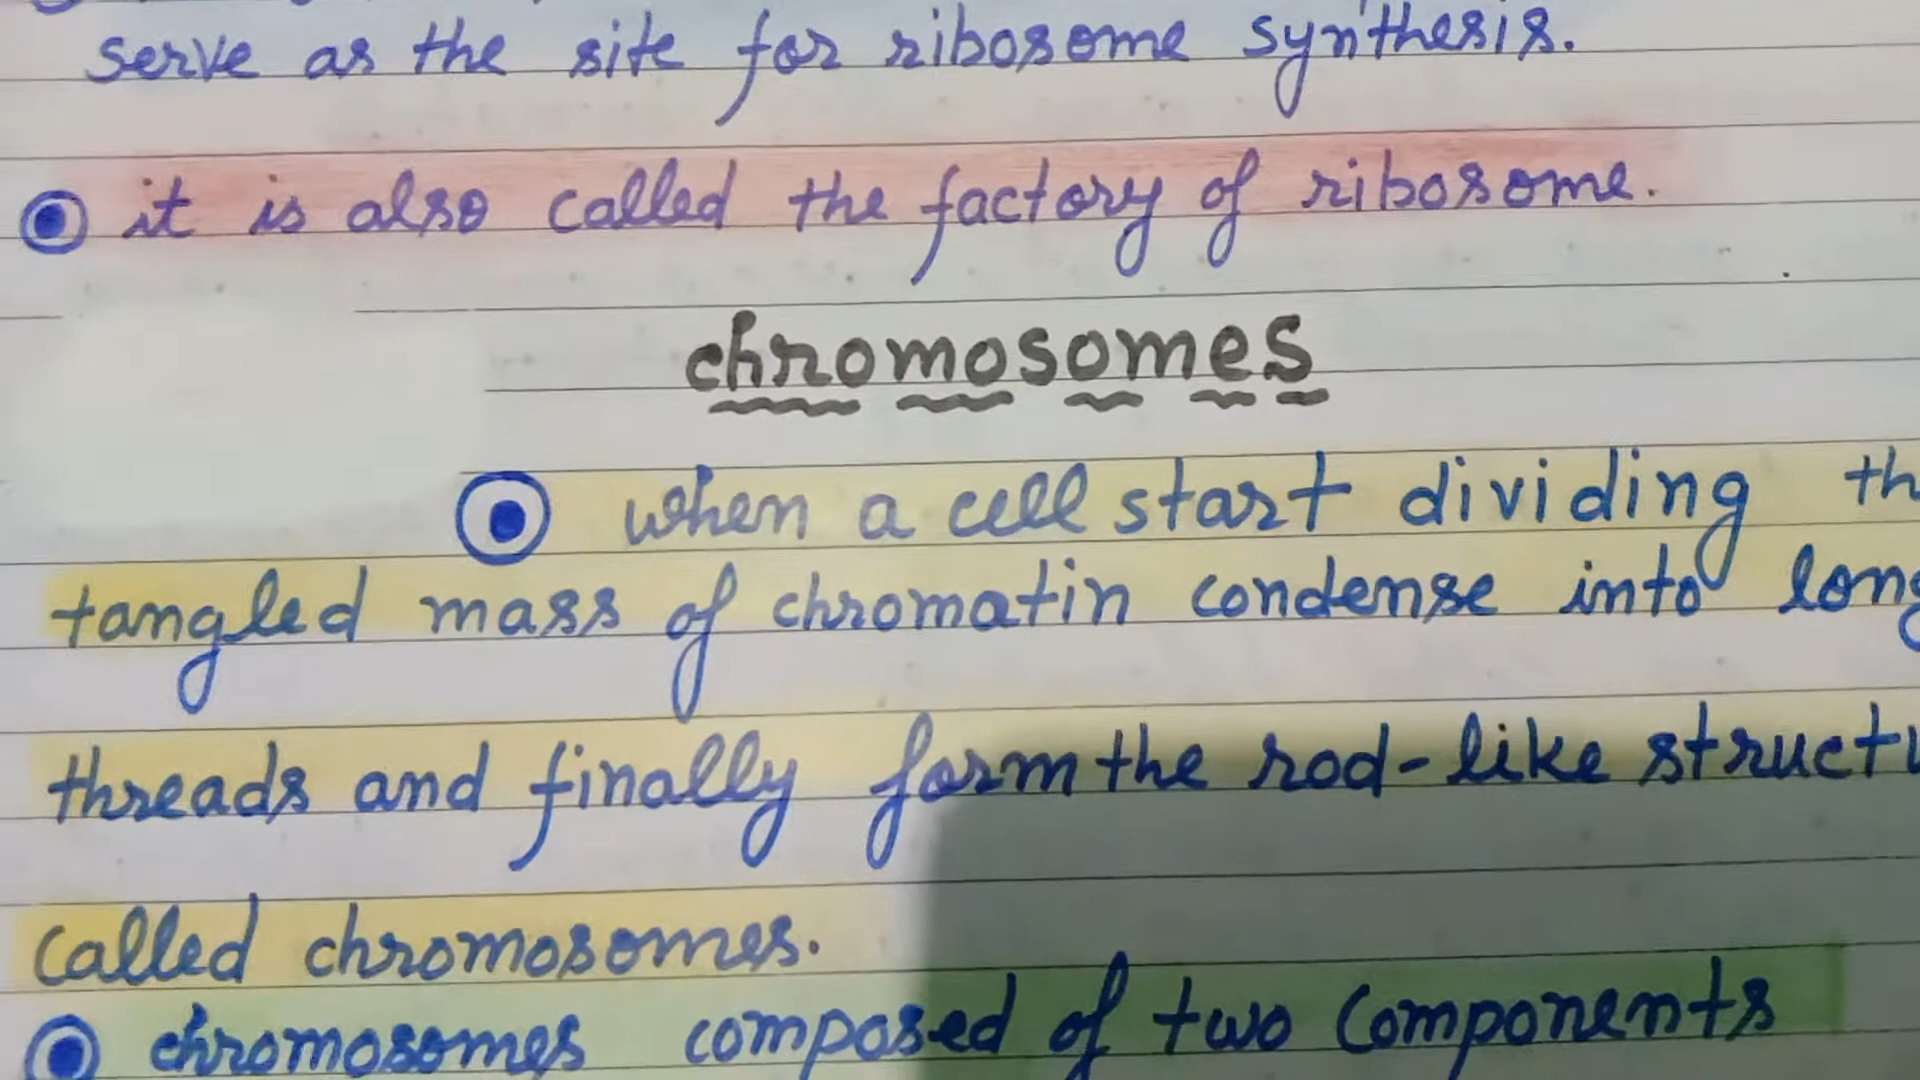 serve as the site for ribosome synthesis.
it is also called the factory of ribosome.
chromosomes
when a cell start dividing th
tangled mass of chromatin condense into long
threads and finally form the rod-like structu
called chromosomes.
chromosomes composed of two components